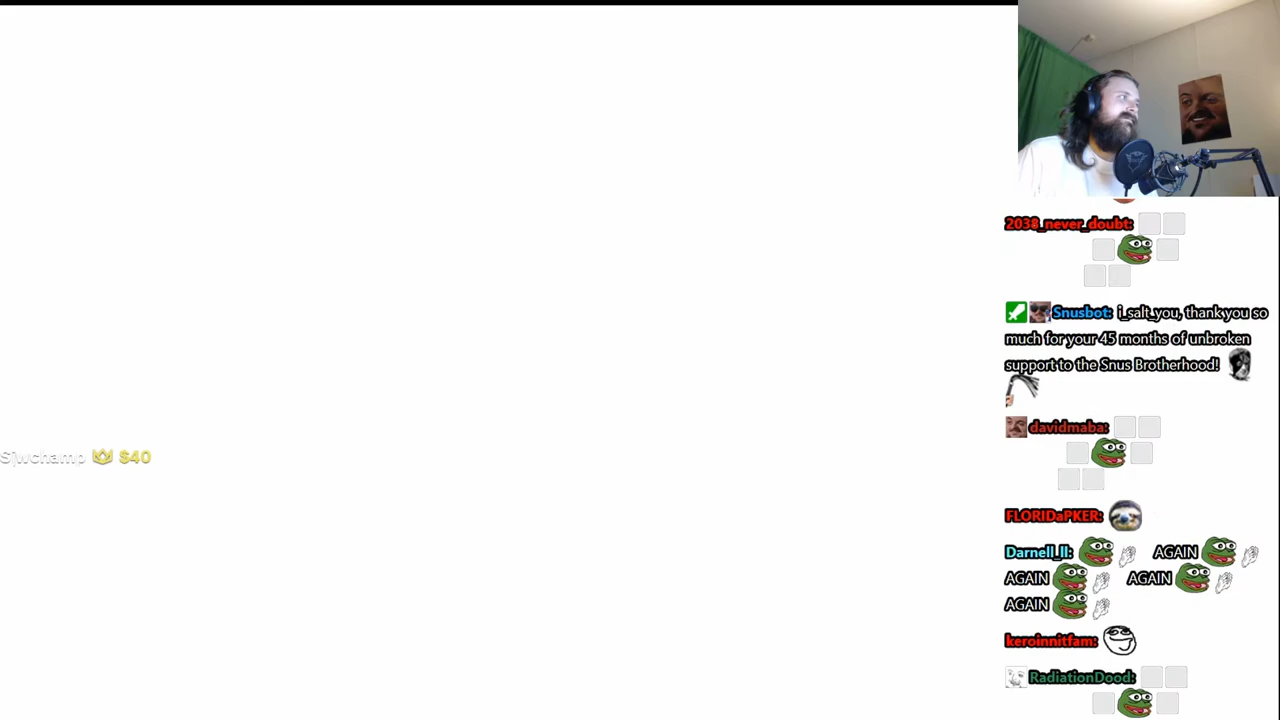 2038_never_doubt:
Snusbot: i_salt_you, thank you so
much for your 45 months of unbroken
support to the Snus Brotherhood!
davidmaba:
Sjwchamp $40
FLORIDaPKER:
Darnell_ll: AGAIN
AGAIN AGAIN
AGAIN
keroinnitfam:
RadiationDood: